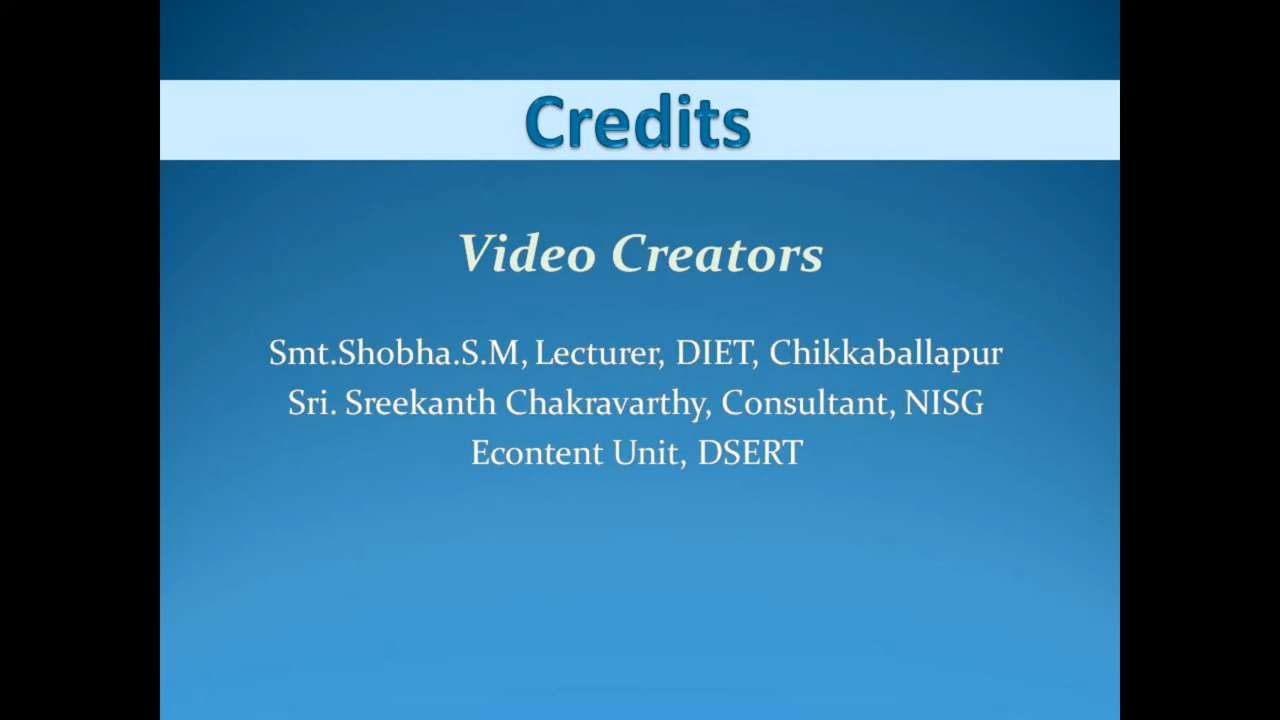 Credits
Video Creators
Smt.Shobha.S.M, Lecturer, DIET, Chikkaballapur
Sri. Sreekanth Chakravarthy, Consultant, NISG
Econtent Unit, DSERT